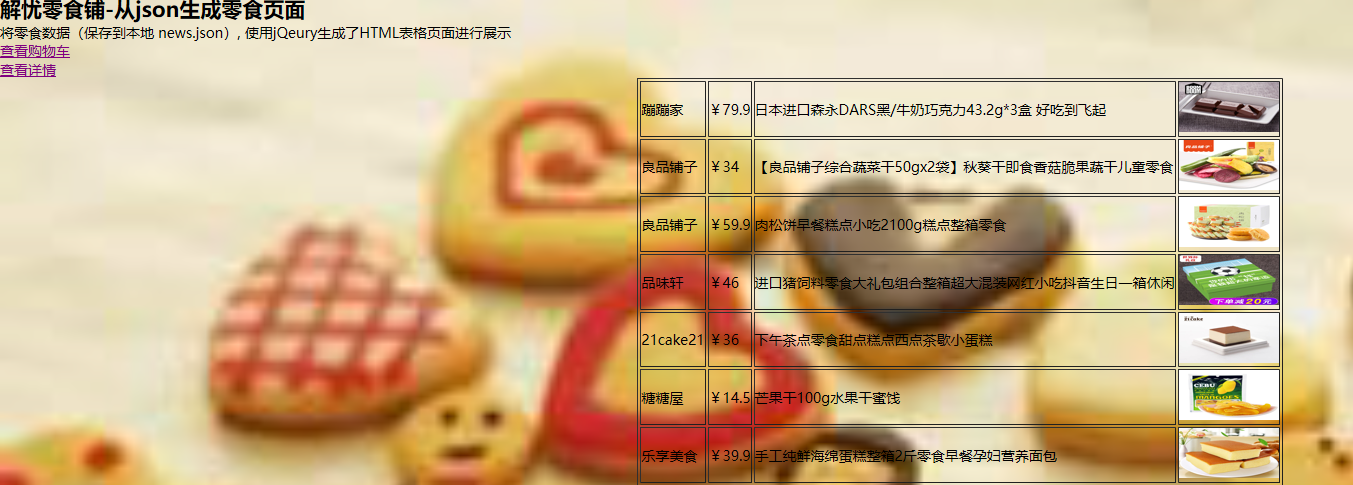 解忧零食铺-从json生成零食页面
将零食数据（保存到本地 news.json）, 使用jQeury生成了HTML表格页面进行展示
查看购物车
查看详情
蹦蹦家 ￥79.9 日本进口森永DARS黑/牛奶巧克力43.2g*3盒 好吃到飞起
良品铺子 ￥34 【良品铺子综合蔬菜干50gx2袋】秋葵干即食香菇脆果蔬干儿童零食
良品铺子 ￥59.9 肉松饼早餐糕点小吃2100g糕点整箱零食
品味轩 ￥46 进口猪饲料零食大礼包组合整箱超大混装网红小吃抖音生日一箱休闲
下单减20元
21cake21 ￥36 下午茶点零食甜点糕点西点茶歇小蛋糕
21cake
糖糖屋 ￥14.5 芒果干100g水果干蜜饯
CEBU
MANGOES
乐享美食 ￥39.9 手工纯鲜海绵蛋糕整箱2斤零食早餐孕妇营养面包